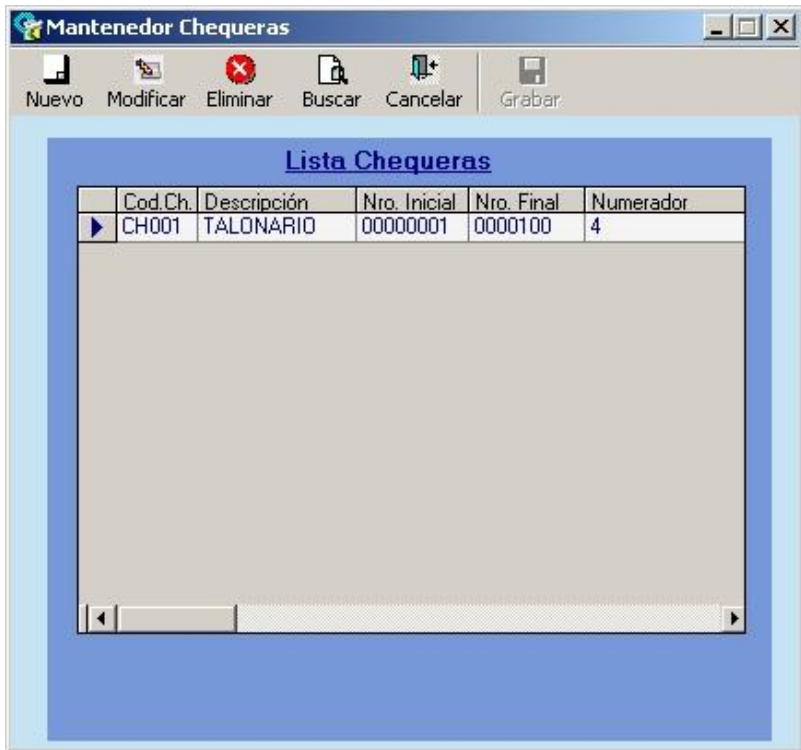 Mantenedor Chequeras
Nuevo Modificar Eliminar Buscar Cancelar Grabar
Lista Chequeras
Cod.Ch. Descripción Nro. Inicial Nro. Final Numerador
CH001 TALONARIO 00000001 0000100 4